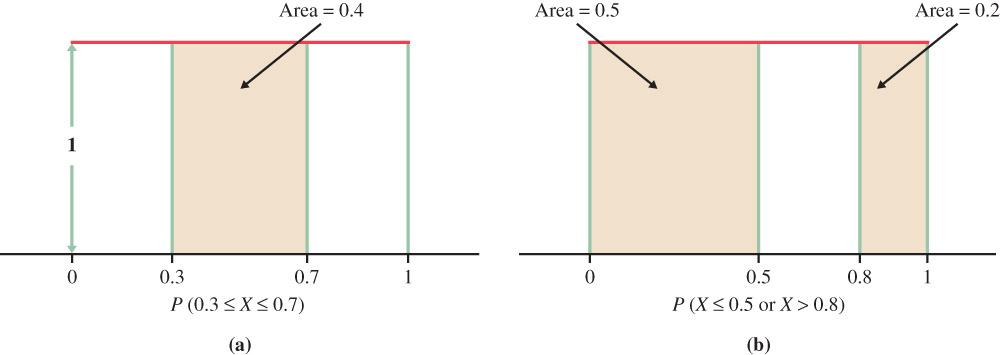 Area = 0.4
1
0 0.3 0.7 1
P (0.3 ≤ X ≤ 0.7)
(a)
Area = 0.5
Area = 0.2
0 0.5 0.8 1
P (X ≤ 0.5 or X > 0.8)
(b)